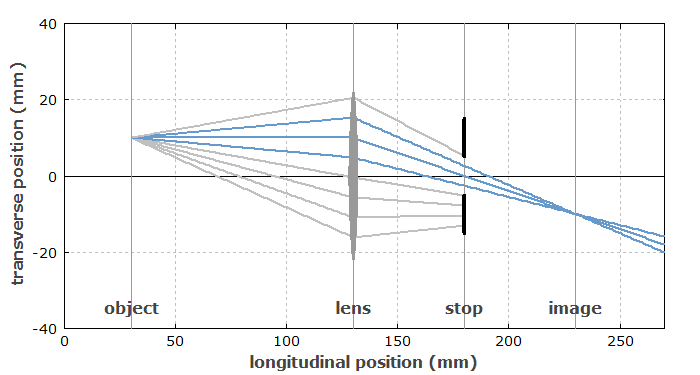 40
20
0
-20
-40
transverse position (mm)
object
lens
stop
image
0
50
100
150
200
250
longitudinal position (mm)